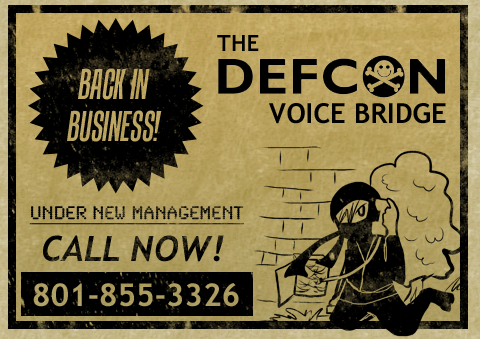 BACK IN
BUSINESS!
THE
DEFCON
VOICE BRIDGE
UNDER NEW MANAGEMENT
CALL NOW!
801-855-3326